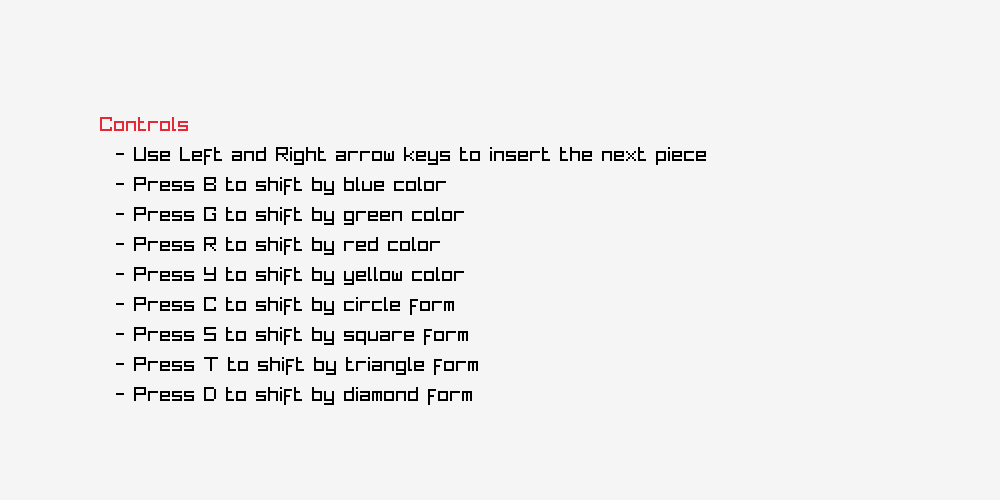 Controls
- Use Left and Right arrow keys to insert the next piece
- Press B to shift by blue color
- Press G to shift by green color
- Press R to shift by red color
- Press Y to shift by yellow color
- Press C to shift by circle form
- Press S to shift by square form
- Press T to shift by triangle form
- Press D to shift by diamond form